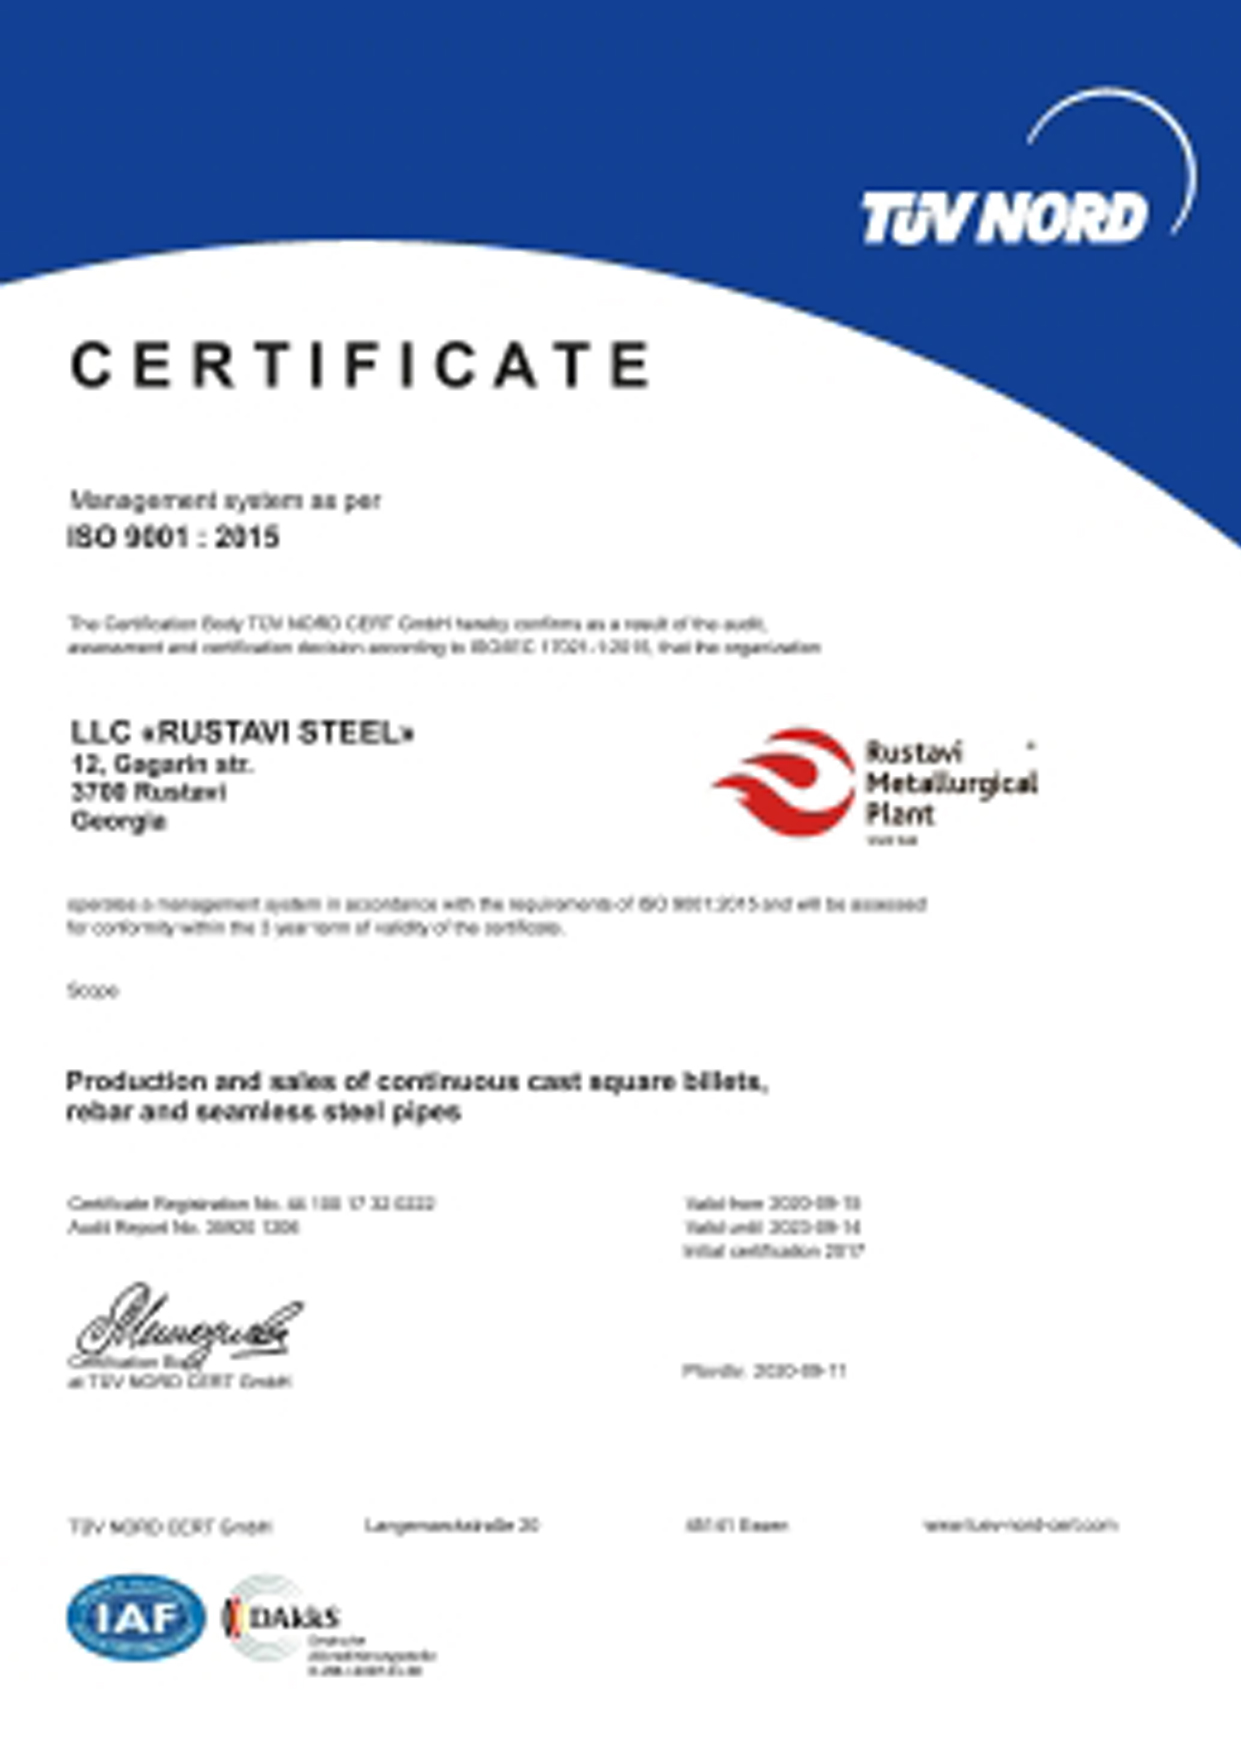 TÜV NORD
CERTIFICATE
Management system as per
ISO 9001 : 2015
The Certification Body TÜV NORD CERT GmbH hereby confirms as a result of the audit,
assessment and certification decision according to ISO/IEC 17021-1:2015, that the organization
LLC «RUSTAVI STEEL»
12, Gagarin str.
3700 Rustavi
Georgia
Rustavi
Metallurgical
Plant
operates a management system in accordance with the requirements of ISO 9001:2015 and will be assessed
for conformity within the 3 year term of validity of the certificate.
Scope
Production and sales of continuous cast square billets,
rebar and seamless steel pipes
Certificate Registration No. 44 100 17 32 0222
Audit Report No.
Valid from 2020-09-15
Valid until 2023-09-14
Initial certification 2017
Certification Body
at TÜV NORD CERT GmbH
2020-09-11
TÜV NORD CERT GmbH
Langemarckstraße 20
45141 Essen
www.tuev-nord-cert.com
IAF
DAkkS
Deutsche
Akkreditierungsstelle